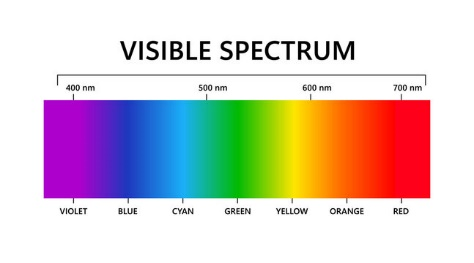 VISIBLE SPECTRUM
400 nm 500 nm 600 nm 700 nm
VIOLET BLUE CYAN GREEN YELLOW ORANGE RED